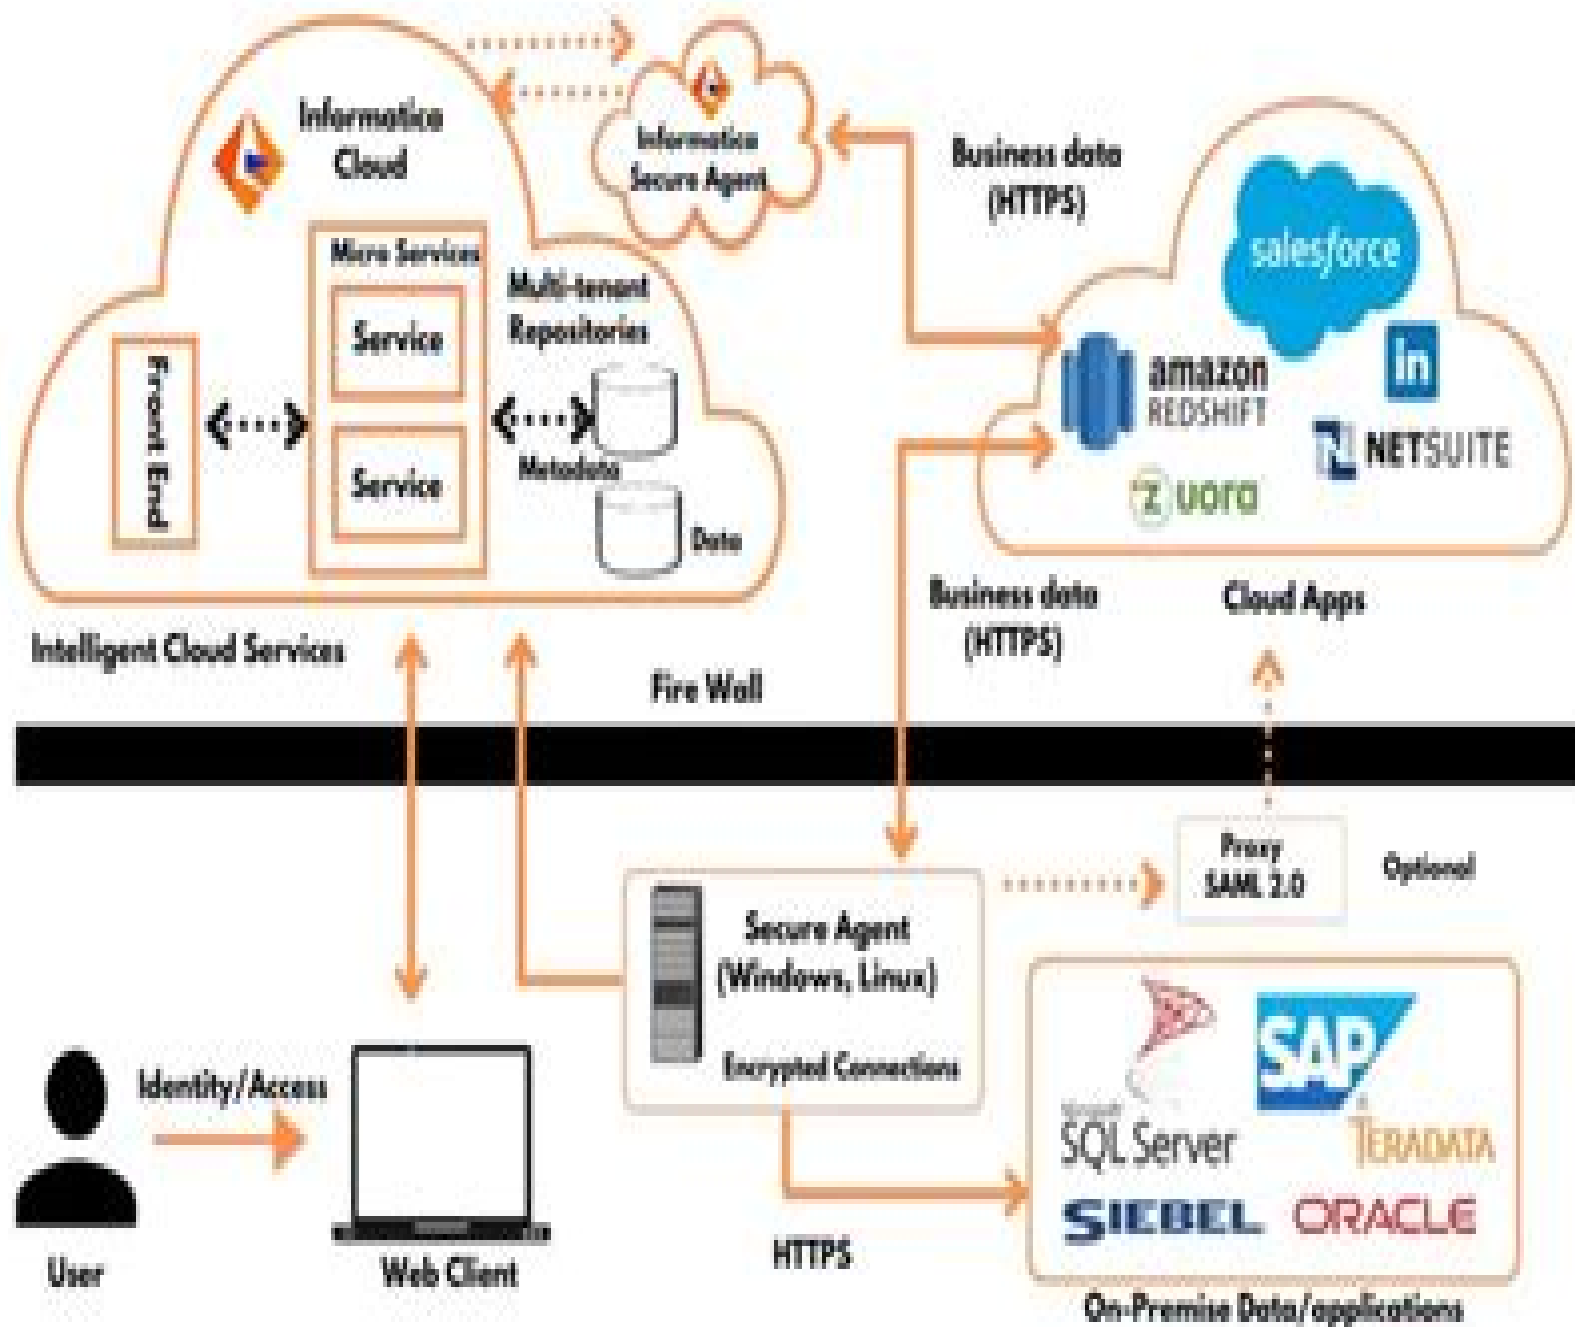 Informatica
Cloud
Informatica
Secure Agent
Business data
(HTTPS)
salesforce
in
amazon
REDSHIFT
NETSUITE
zuora
Micro Services
Service
Service
Multi-tenant
Repositories
Front End
Metadata
Data
Intelligent Cloud Services
Business data
(HTTPS)
Cloud Apps
Fire Wall
Proxy
SAML 2.0
Optional
Secure Agent
(Windows, Linux)
Encrypted Connections
Identity/Access
User
Web Client
HTTPS
Microsoft
SQL Server
SAP
TERADATA
SIEBEL
ORACLE
On-Premise Data/applications